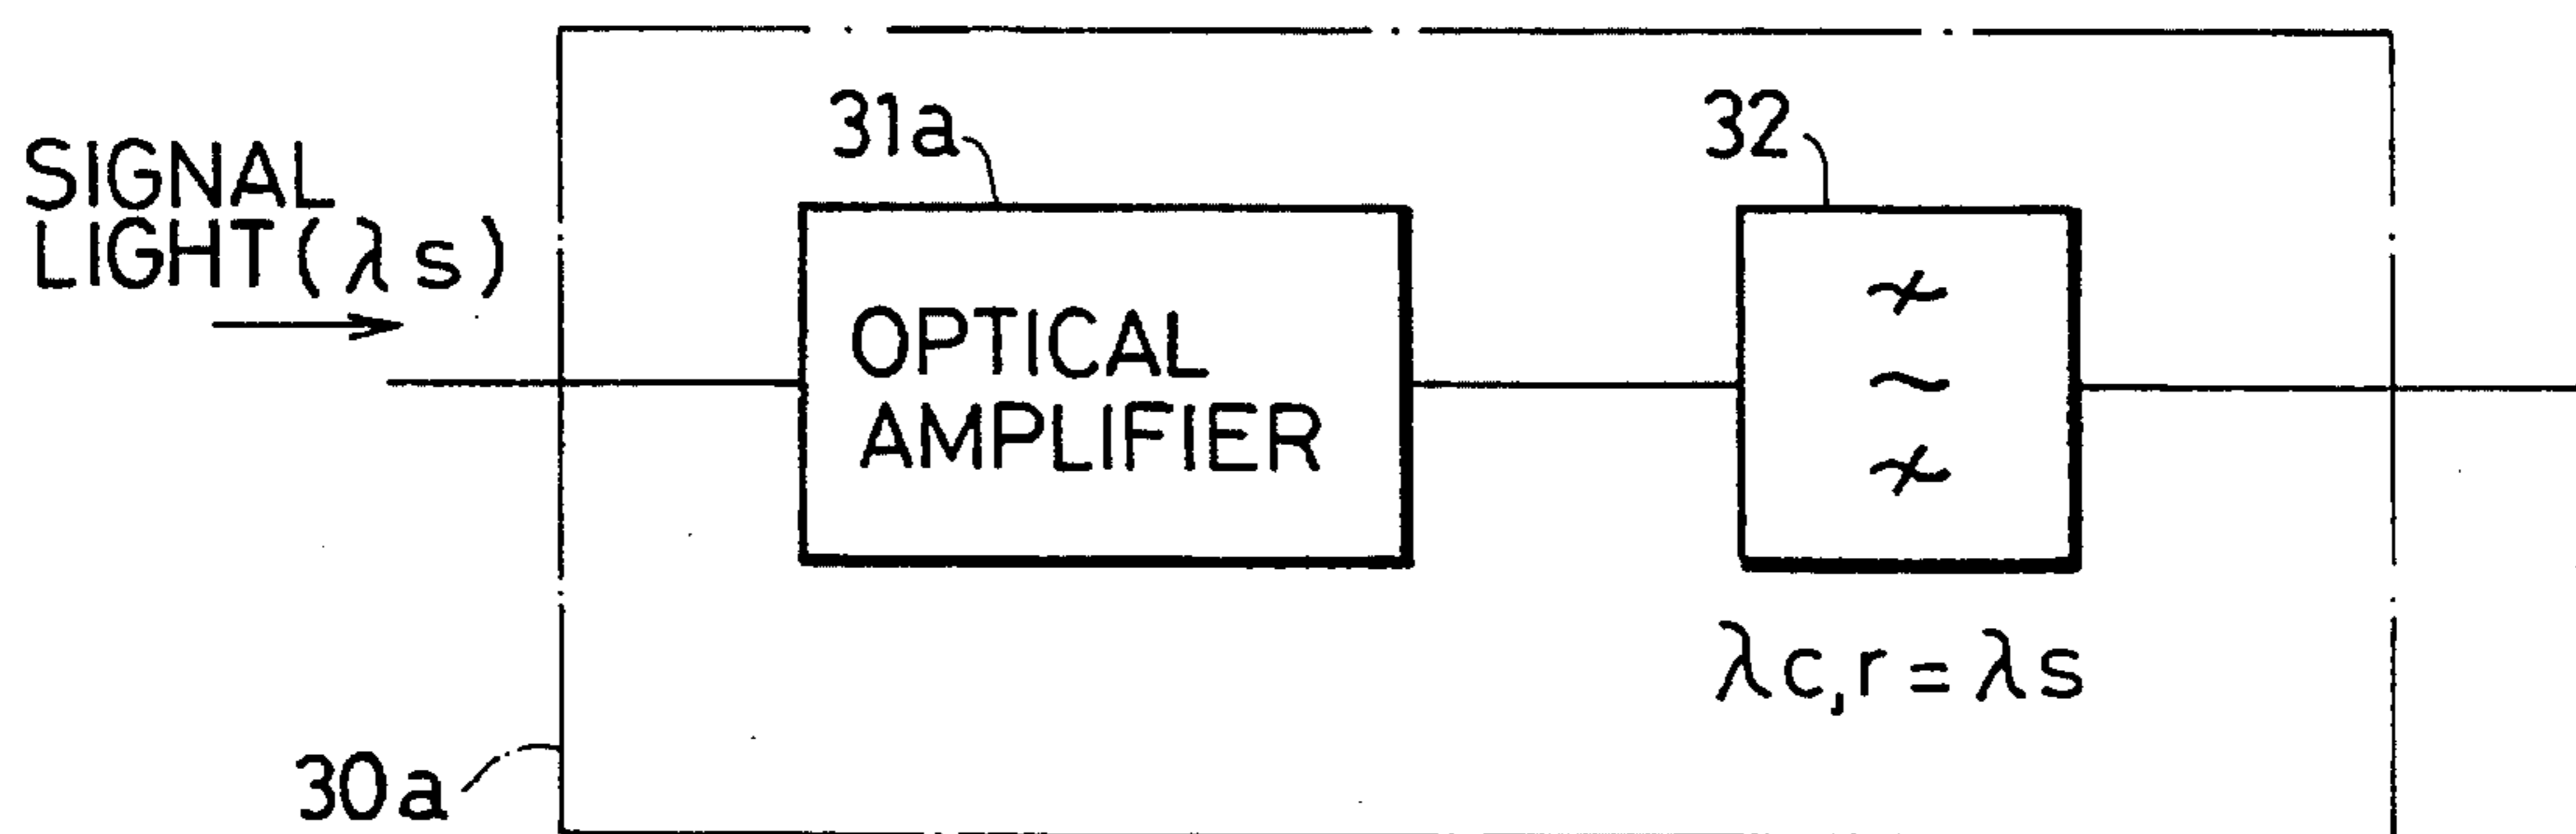 SIGNAL
LIGHT(λs)
31a
32
OPTICAL
AMPLIFIER
λc,r=λs
30a